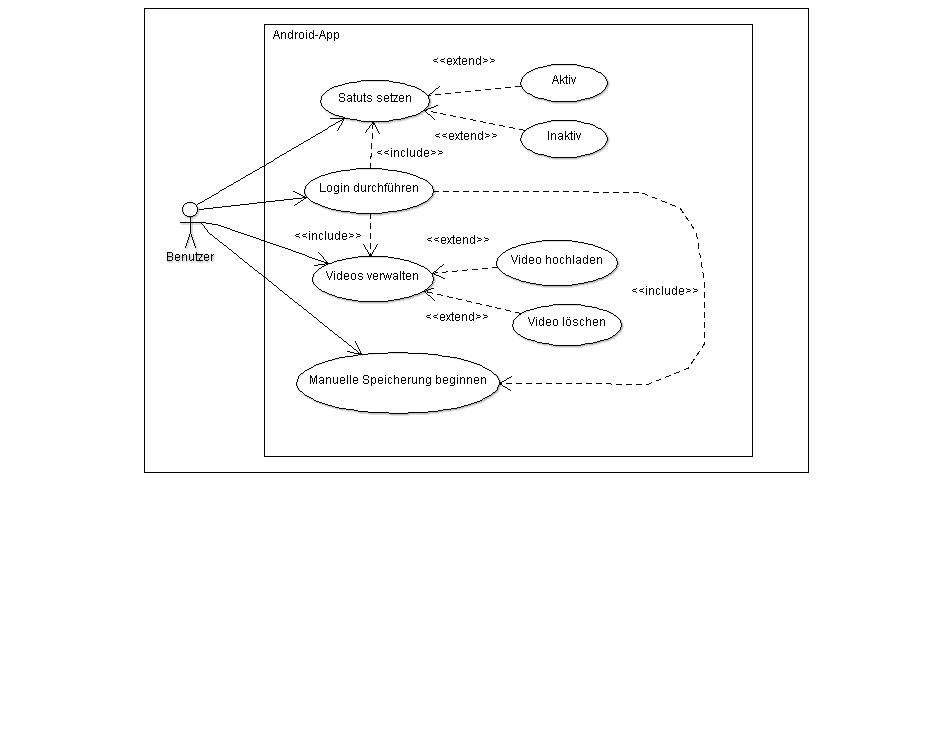 Android-App
<<extend>>
Aktiv
Satuts setzen
<<extend>>
Inaktiv
<<include>>
Login durchführen
<<include>>
<<extend>>
Benutzer
Video hochladen
Videos verwalten
<<include>>
<<extend>>
Video löschen
Manuelle Speicherung beginnen